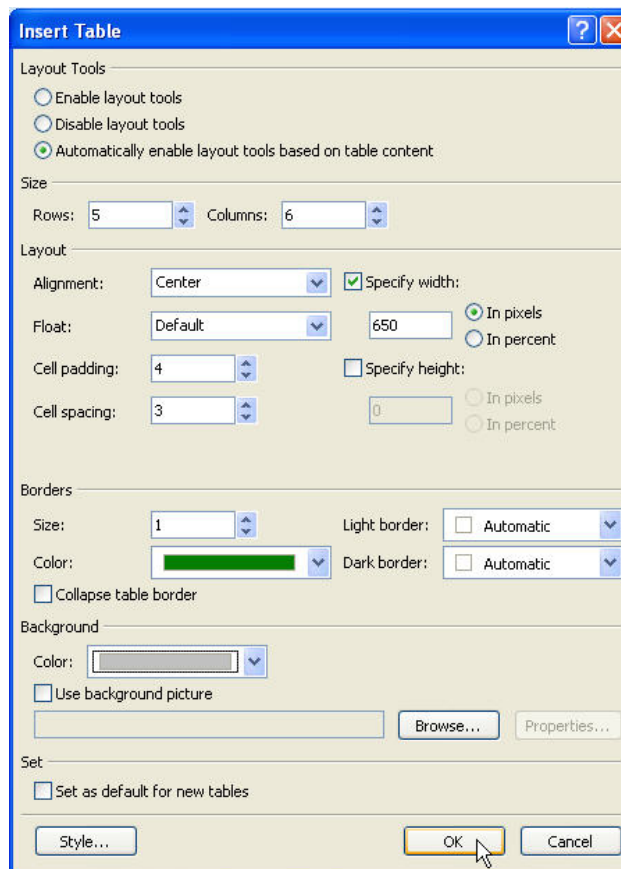 Insert Table
Layout Tools
Enable layout tools
Disable layout tools
Automatically enable layout tools based on table content
Size
Rows: 5 Columns: 6
Layout
Alignment: Center Specify width:
Float: Default 650 In pixels
In percent
Cell padding: 4 Specify height:
Cell spacing: 3 0 In pixels
In percent
Borders
Size: 1 Light border: Automatic
Color: Dark border: Automatic
Collapse table border
Background
Color:
Use background picture
Browse... Properties...
Set
Set as default for new tables
Style... OK Cancel